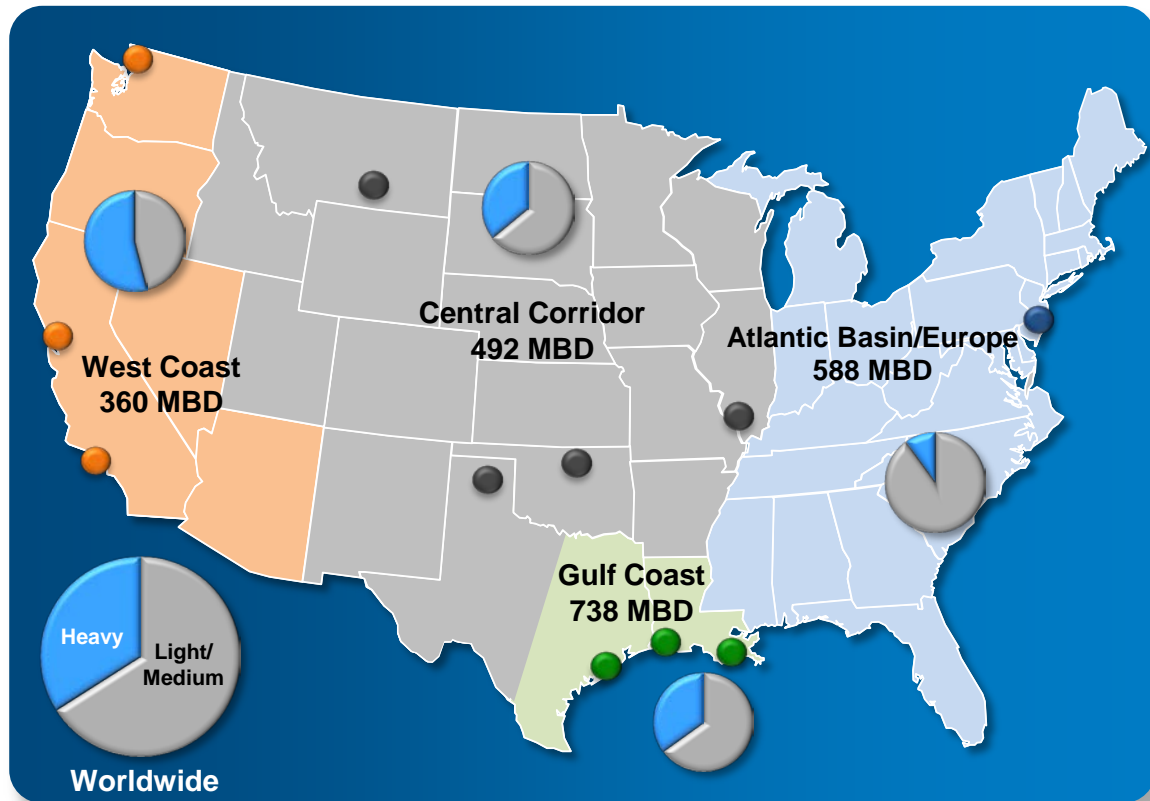 Central Corridor
492 MBD
Atlantic Basin/Europe
588 MBD
West Coast
360 MBD
Gulf Coast
738 MBD
Heavy
Light/
Medium
Worldwide